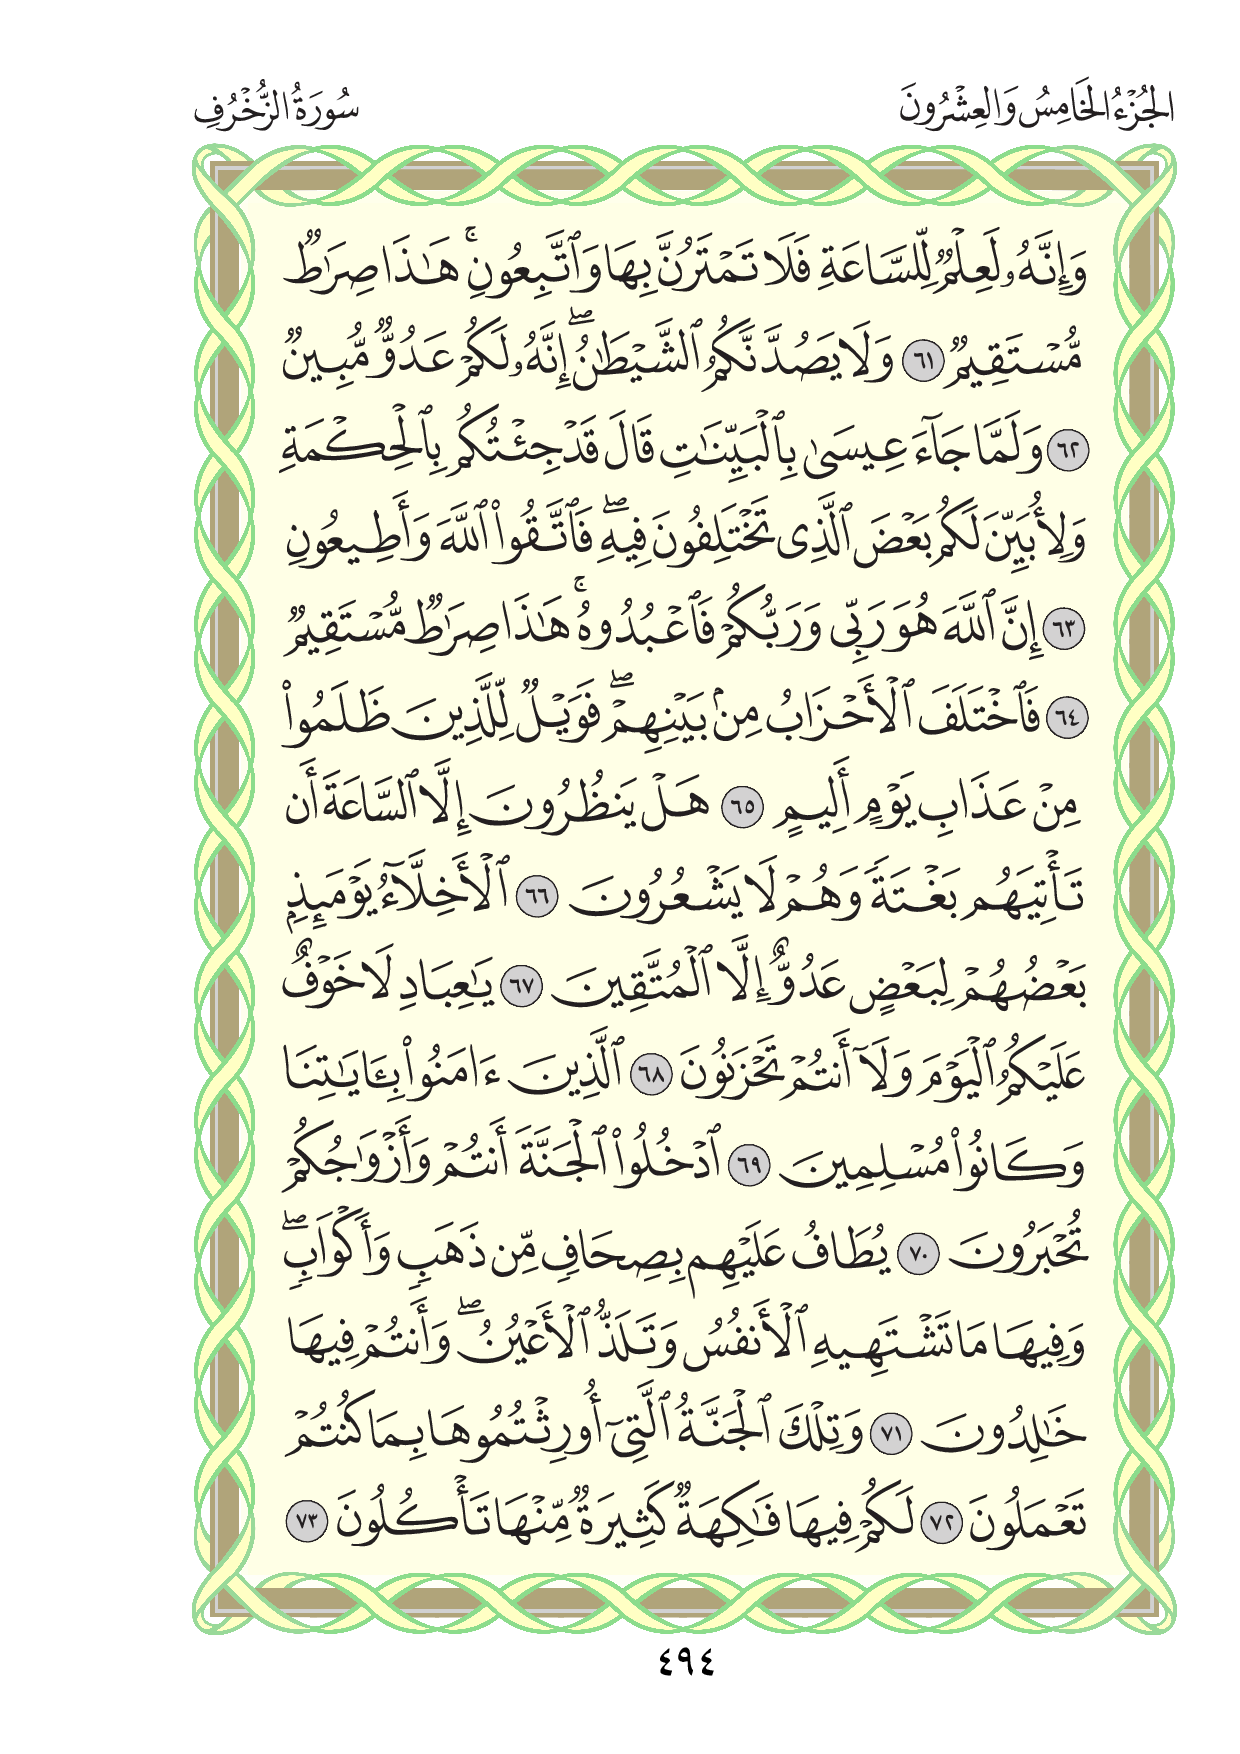 الجُزْءُ الخَامِسُ وَالعِشْرُونَ
سُورَةُ الزُّخْرُفِ
وَإِنَّهُۥ لَعِلْمٌ لِّلسَّاعَةِ فَلَا تَمْتَرُنَّ بِهَا وَٱتَّبِعُونِ ۚ هَـٰذَا صِرَٰطٌ
مُّسْتَقِيمٌ ٦١ وَلَا يَصُدَّنَّكُمُ ٱلشَّيْطَـٰنُ ۖ إِنَّهُۥ لَكُمْ عَدُوٌّ مُّبِينٌ
٦٢ وَلَمَّا جَآءَ عِيسَىٰ بِٱلْبَيِّنَـٰتِ قَالَ قَدْ جِئْتُكُم بِٱلْحِكْمَةِ
وَلِأُبَيِّنَ لَكُم بَعْضَ ٱلَّذِى تَخْتَلِفُونَ فِيهِ ۖ فَٱتَّقُوا۟ ٱللَّهَ وَأَطِيعُونِ
٦٣ إِنَّ ٱللَّهَ هُوَ رَبِّى وَرَبُّكُمْ فَٱعْبُدُوهُ ۚ هَـٰذَا صِرَٰطٌ مُّسْتَقِيمٌ
٦٤ فَٱخْتَلَفَ ٱلْأَحْزَابُ مِنۢ بَيْنِهِمْ ۖ فَوَيْلٌ لِّلَّذِينَ ظَلَمُوا۟
مِنْ عَذَابِ يَوْمٍ أَلِيمٍ ٦٥ هَلْ يَنظُرُونَ إِلَّا ٱلسَّاعَةَ أَن
تَأْتِيَهُم بَغْتَةً وَهُمْ لَا يَشْعُرُونَ ٦٦ ٱلْأَخِلَّآءُ يَوْمَئِذٍۭ
بَعْضُهُمْ لِبَعْضٍ عَدُوٌّ إِلَّا ٱلْمُتَّقِينَ ٦٧ يَـٰعِبَادِ لَا خَوْفٌ
عَلَيْكُمُ ٱلْيَوْمَ وَلَآ أَنتُمْ تَحْزَنُونَ ٦٨ ٱلَّذِينَ ءَامَنُوا۟ بِـَٔايَـٰتِنَا
وَكَانُوا۟ مُسْلِمِينَ ٦٩ ٱدْخُلُوا۟ ٱلْجَنَّةَ أَنتُمْ وَأَزْوَٰجُكُمْ
تُحْبَرُونَ ٧٠ يُطَافُ عَلَيْهِم بِصِحَافٍ مِّن ذَهَبٍ وَأَكْوَابٍ ۖ
وَفِيهَا مَا تَشْتَهِيهِ ٱلْأَنفُسُ وَتَلَذُّ ٱلْأَعْيُنُ ۖ وَأَنتُمْ فِيهَا
خَـٰلِدُونَ ٧١ وَتِلْكَ ٱلْجَنَّةُ ٱلَّتِىٓ أُورِثْتُمُوهَا بِمَا كُنتُمْ
تَعْمَلُونَ ٧٢ لَكُمْ فِيهَا فَـٰكِهَةٌ كَثِيرَةٌ مِّنْهَا تَأْكُلُونَ ٧٣
٤٩٤